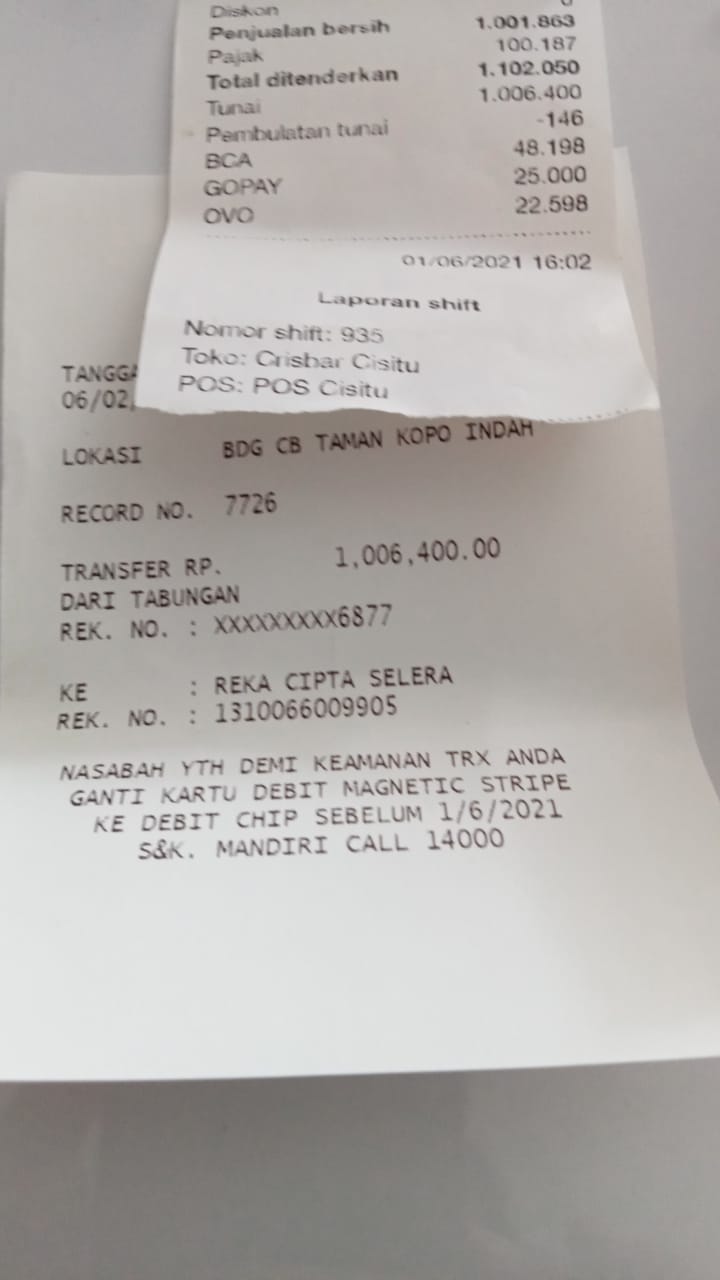 Diskon 0
Penjualan bersih 1.001.863
Pajak 100.187
Total ditenderkan 1.102.050
Tunai 1.006.400
Pembulatan tunai -146
BCA 48.198
GOPAY 25.000
OVO 22.598
01/06/2021 16:02
Laporan shift
Nomor shift: 935
Toko: Crisbar Cisitu
POS: POS Cisitu
TANGGA
06/02,
LOKASI BDG CB TAMAN KOPO INDAH
RECORD NO. 7726
TRANSFER RP. 1,006,400.00
DARI TABUNGAN
REK. NO. : XXXXXXXXX6877
KE : REKA CIPTA SELERA
REK. NO. : 1310066009905
NASABAH YTH DEMI KEAMANAN TRX ANDA
GANTI KARTU DEBIT MAGNETIC STRIPE
KE DEBIT CHIP SEBELUM 1/6/2021
S&K. MANDIRI CALL 14000